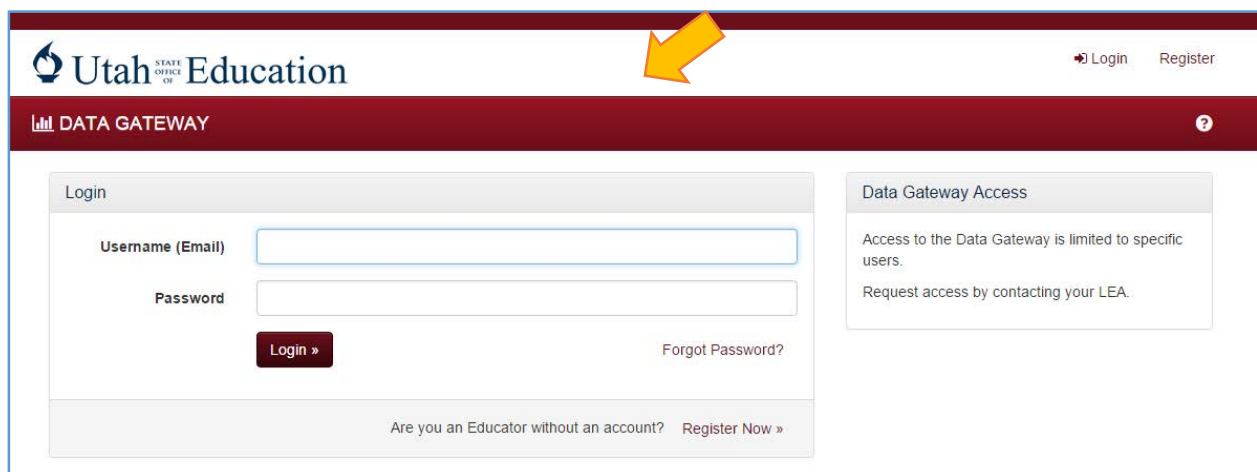 Utah STATE OFFICE OF Education
Login Register
DATA GATEWAY
?
Login
Username (Email)
Password
Login »
Forgot Password?
Are you an Educator without an account? Register Now »
Data Gateway Access
Access to the Data Gateway is limited to specific
users.
Request access by contacting your LEA.